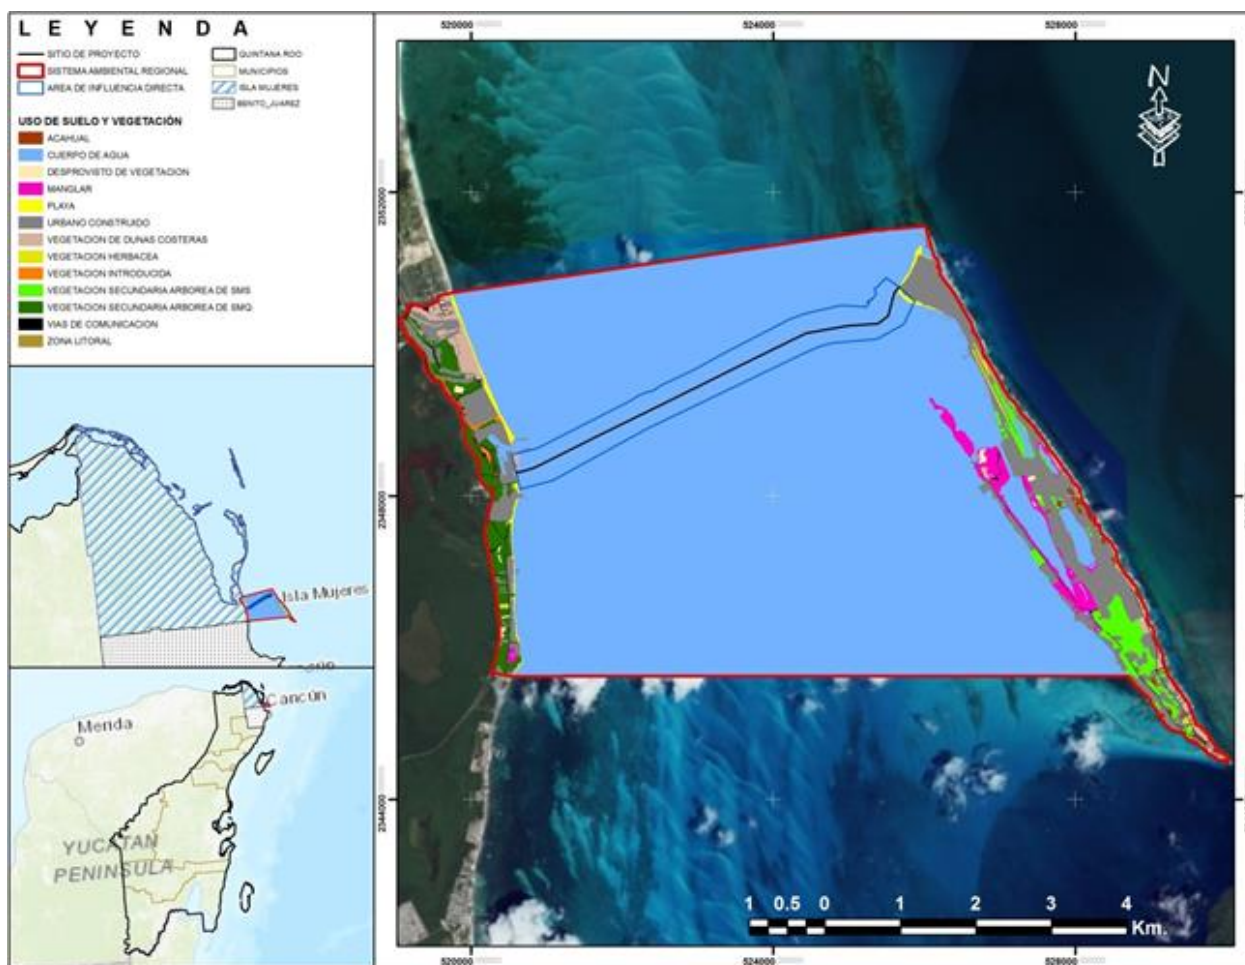 L E Y E N D A
SITIO DE PROYECTO
SISTEMA AMBIENTAL REGIONAL
AREA DE INFLUENCIA DIRECTA
QUINTANA ROO
MUNICIPIOS
ISLA MUJERES
BENITO_JUAREZ
USO DE SUELO Y VEGETACIÓN
ACAHUAL
CUERPO DE AGUA
DESPROVISTO DE VEGETACION
MANGLAR
PLAYA
URBANO CONSTRUIDO
VEGETACION DE DUNAS COSTERAS
VEGETACION HERBACEA
VEGETACION INTRODUCIDA
VEGETACION SECUNDARIA ARBOREA DE SMS
VEGETACION SECUNDARIA ARBOREA DE SMQ
VIAS DE COMUNICACION
ZONA LITORAL
Isla Mujeres
Cancún
Merida
YUCATAN
PENINSULA
520000
524000
528000
2352000
2348000
2344000
N
1 0.5 0 1 2 3 4
Km.
520000
524000
528000